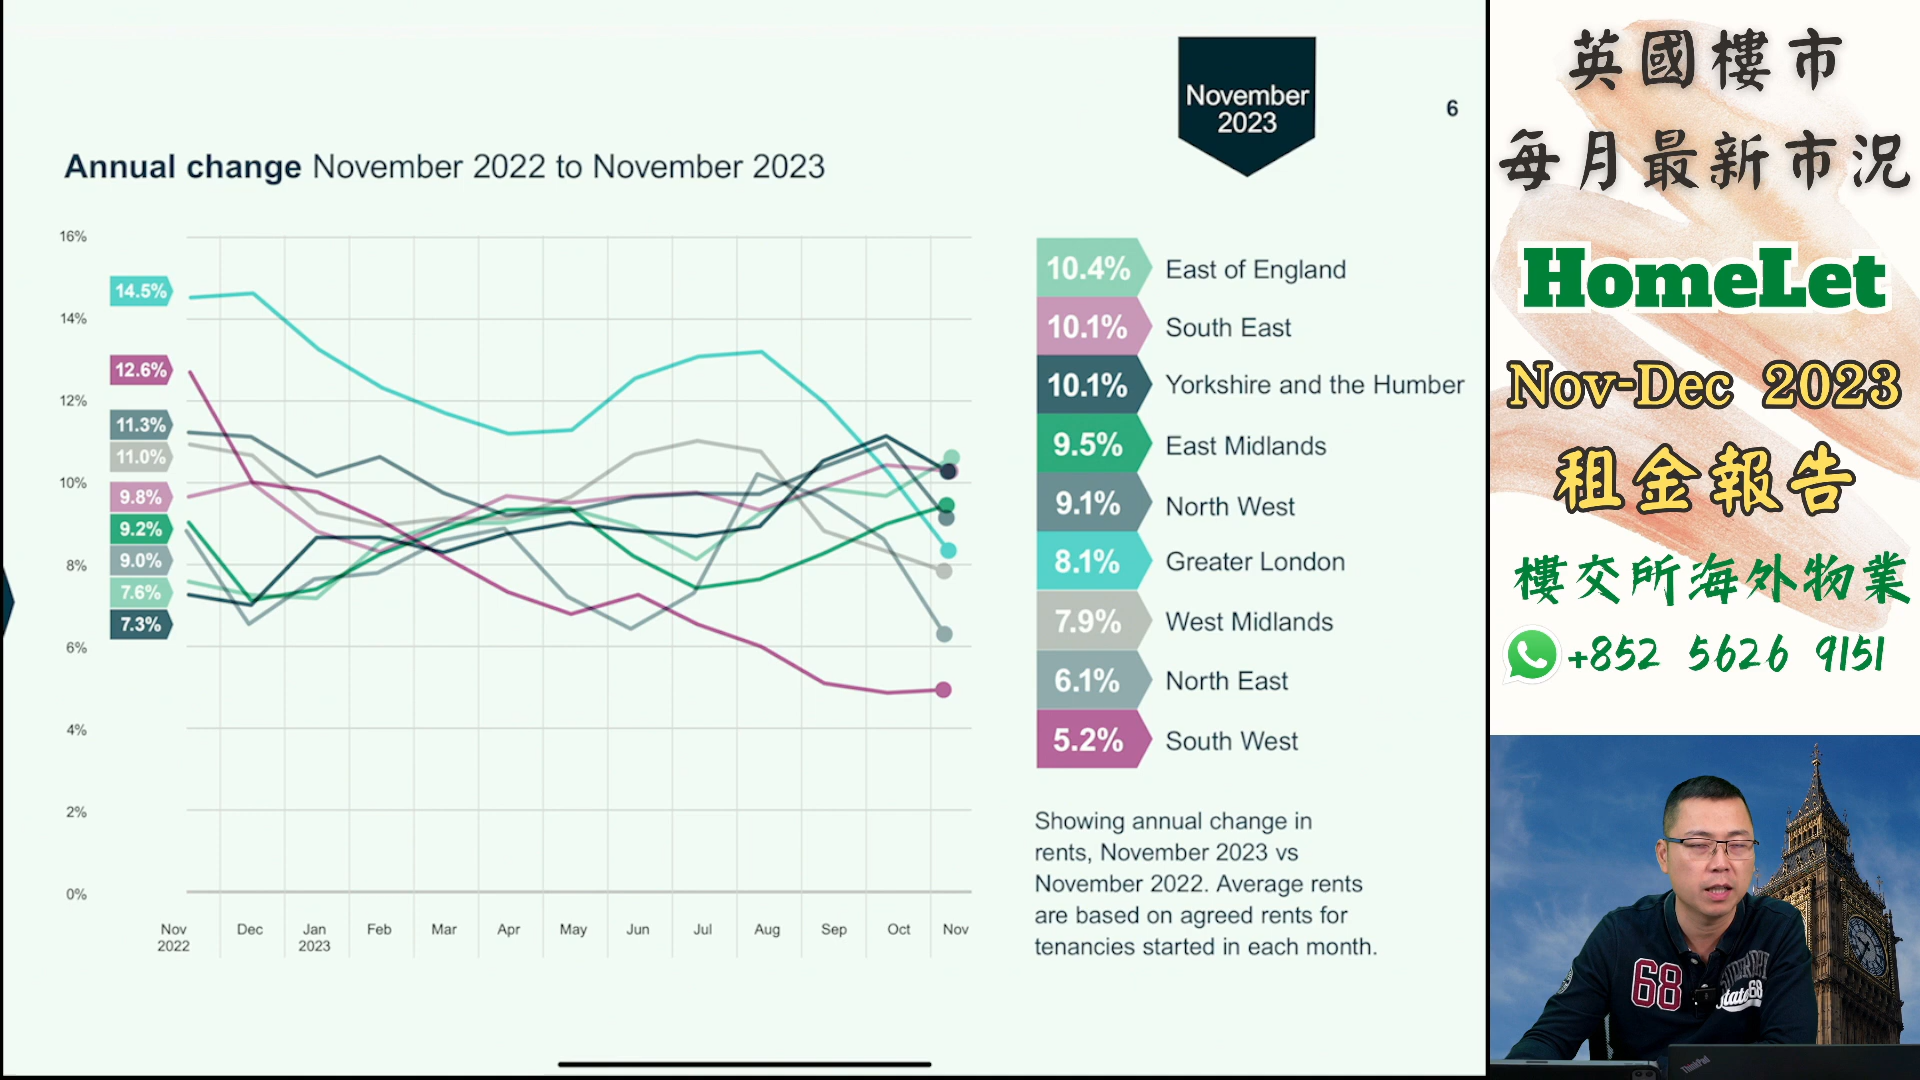 November
2023
6
Annual change November 2022 to November 2023
16%
14%
12%
10%
8%
6%
4%
2%
0%
14.5%
12.6%
11.3%
11.0%
9.8%
9.2%
9.0%
7.6%
7.3%
Nov
2022
Dec
Jan
2023
Feb
Mar
Apr
May
Jun
Jul
Aug
Sep
Oct
Nov
10.4% East of England
10.1% South East
10.1% Yorkshire and the Humber
9.5% East Midlands
9.1% North West
8.1% Greater London
7.9% West Midlands
6.1% North East
5.2% South West
Showing annual change in
rents, November 2023 vs
November 2022. Average rents
are based on agreed rents for
tenancies started in each month.
英國樓市
每月最新市況
HomeLet
Nov-Dec 2023
租金報告
樓交所海外物業
+852 5626 9151
68
State 68
ThinkPad